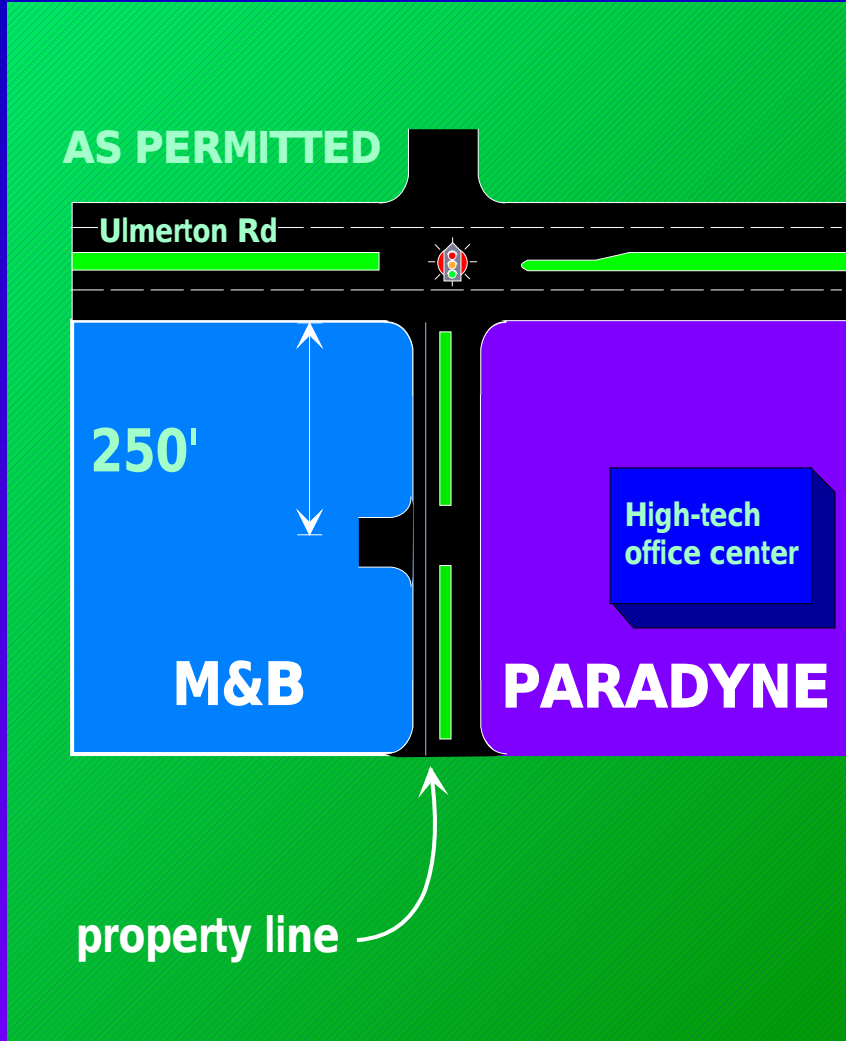 AS PERMITTED
Ulmerton Rd
250'
High-tech
office center
M&B
PARADYNE
property line